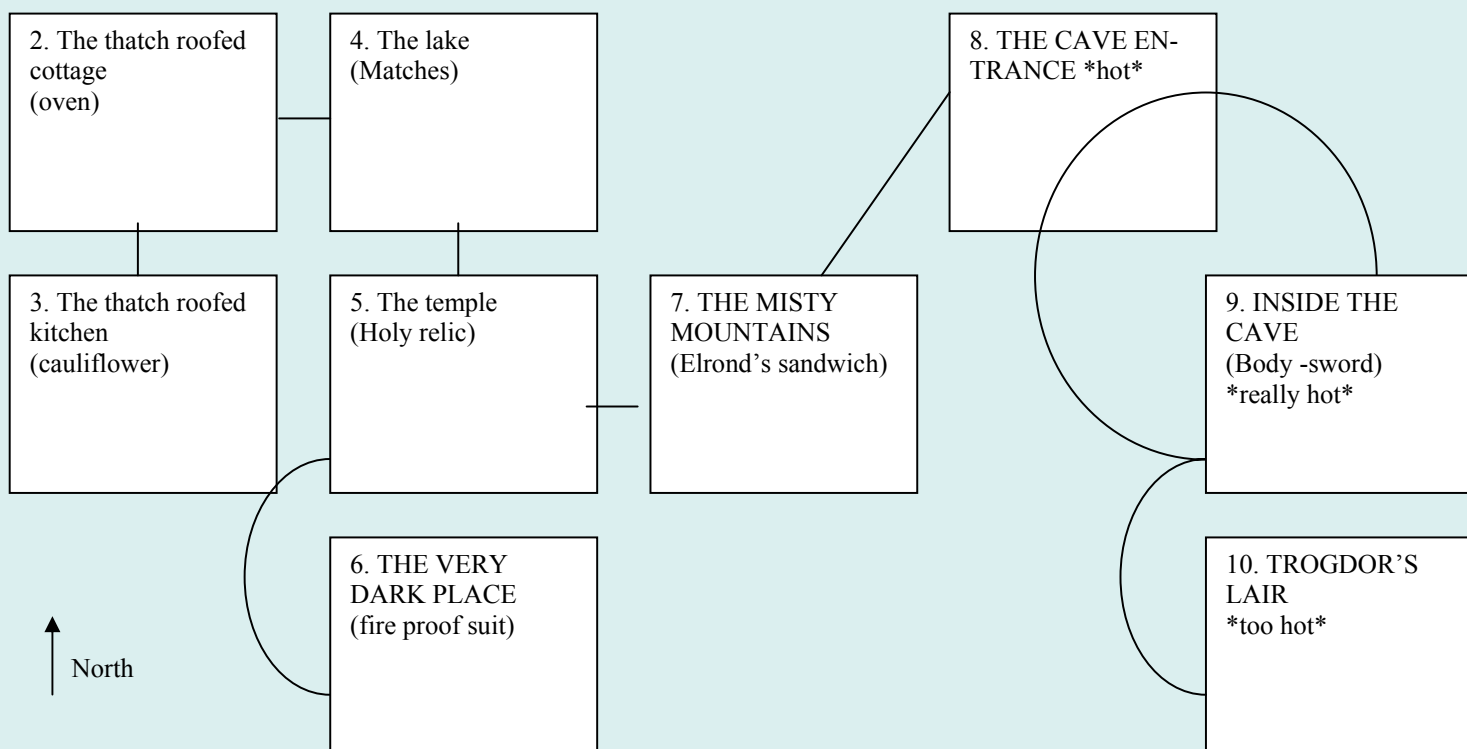 2. The thatch roofed
cottage
(oven)
4. The lake
(Matches)
8. THE CAVE EN-
TRANCE *hot*
3. The thatch roofed
kitchen
(cauliflower)
5. The temple
(Holy relic)
7. THE MISTY
MOUNTAINS
(Elrond’s sandwich)
9. INSIDE THE
CAVE
(Body -sword)
*really hot*
6. THE VERY
DARK PLACE
(fire proof suit)
10. TROGDOR’S
LAIR
*too hot*
North